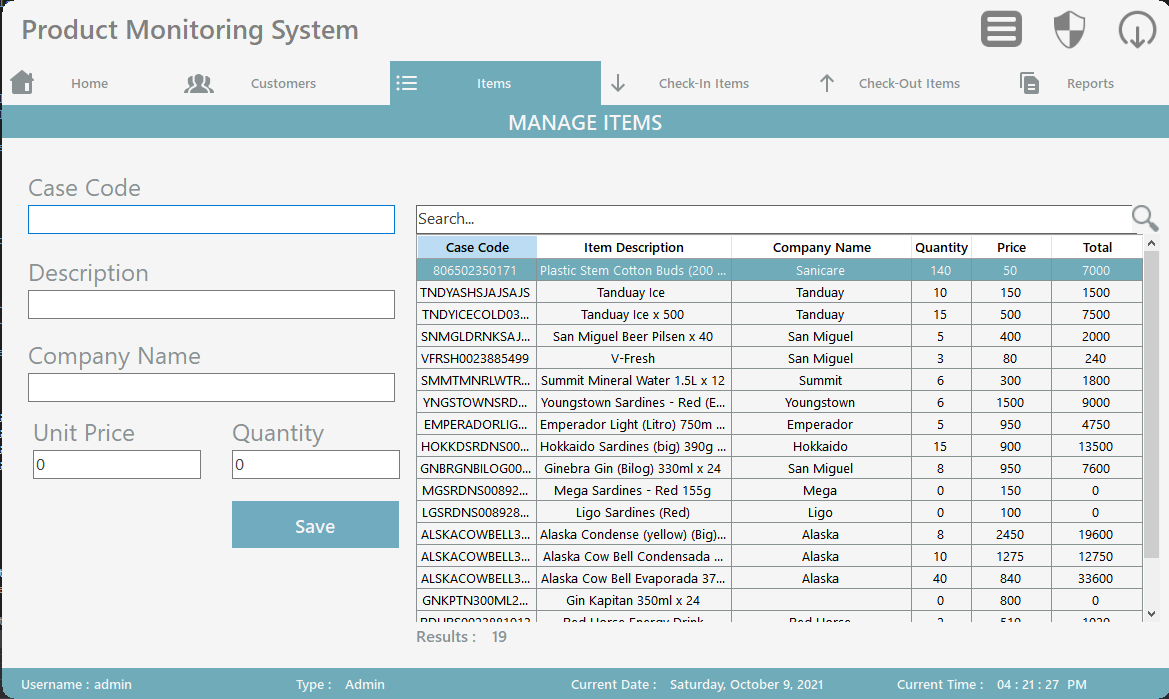 Product Monitoring System
Home Customers Items Check-In Items Check-Out Items Reports
MANAGE ITEMS
Case Code
Description
Company Name
Unit Price Quantity
0 0
Save
Search...
Case Code Item Description Company Name Quantity Price Total
806502350171 Plastic Stem Cotton Buds (200 ... Sanicare 140 50 7000
TNDYASHSJAJSAJS Tanduay Ice Tanduay 10 150 1500
TNDYICECOLD03... Tanduay Ice x 500 Tanduay 15 500 7500
SNMGLDRNKSAJ... San Miguel Beer Pilsen x 40 San Miguel 5 400 2000
VFRSH0023885499 V-Fresh San Miguel 3 80 240
SMMTMNRLWTR... Summit Mineral Water 1.5L x 12 Summit 6 300 1800
YNGSTOWNSRD... Youngstown Sardines - Red (E... Youngstown 6 1500 9000
EMPERADORLIG... Emperador Light (Litro) 750m ... Emperador 5 950 4750
HOKKDSRDNS00... Hokkaido Sardines (big) 390g ... Hokkaido 15 900 13500
GNBRGNBILOG00... Ginebra Gin (Bilog) 330ml x 24 San Miguel 8 950 7600
MGSRDNS00892... Mega Sardines - Red 155g Mega 0 150 0
LGSRDNS008928... Ligo Sardines (Red) Ligo 0 100 0
ALSKACOWBELL3... Alaska Condense (yellow) (Big)... Alaska 8 2450 19600
ALSKACOWBELL3... Alaska Cow Bell Condensada ... Alaska 10 1275 12750
ALSKACOWBELL3... Alaska Cow Bell Evaporada 37... Alaska 40 840 33600
GNKPTN300ML2... Gin Kapitan 350ml x 24 0 800 0
Red Horse Energy Drink Red Horse
Results : 19
Username : admin Type : Admin Current Date : Saturday, October 9, 2021 Current Time : 04 : 21 : 27 PM